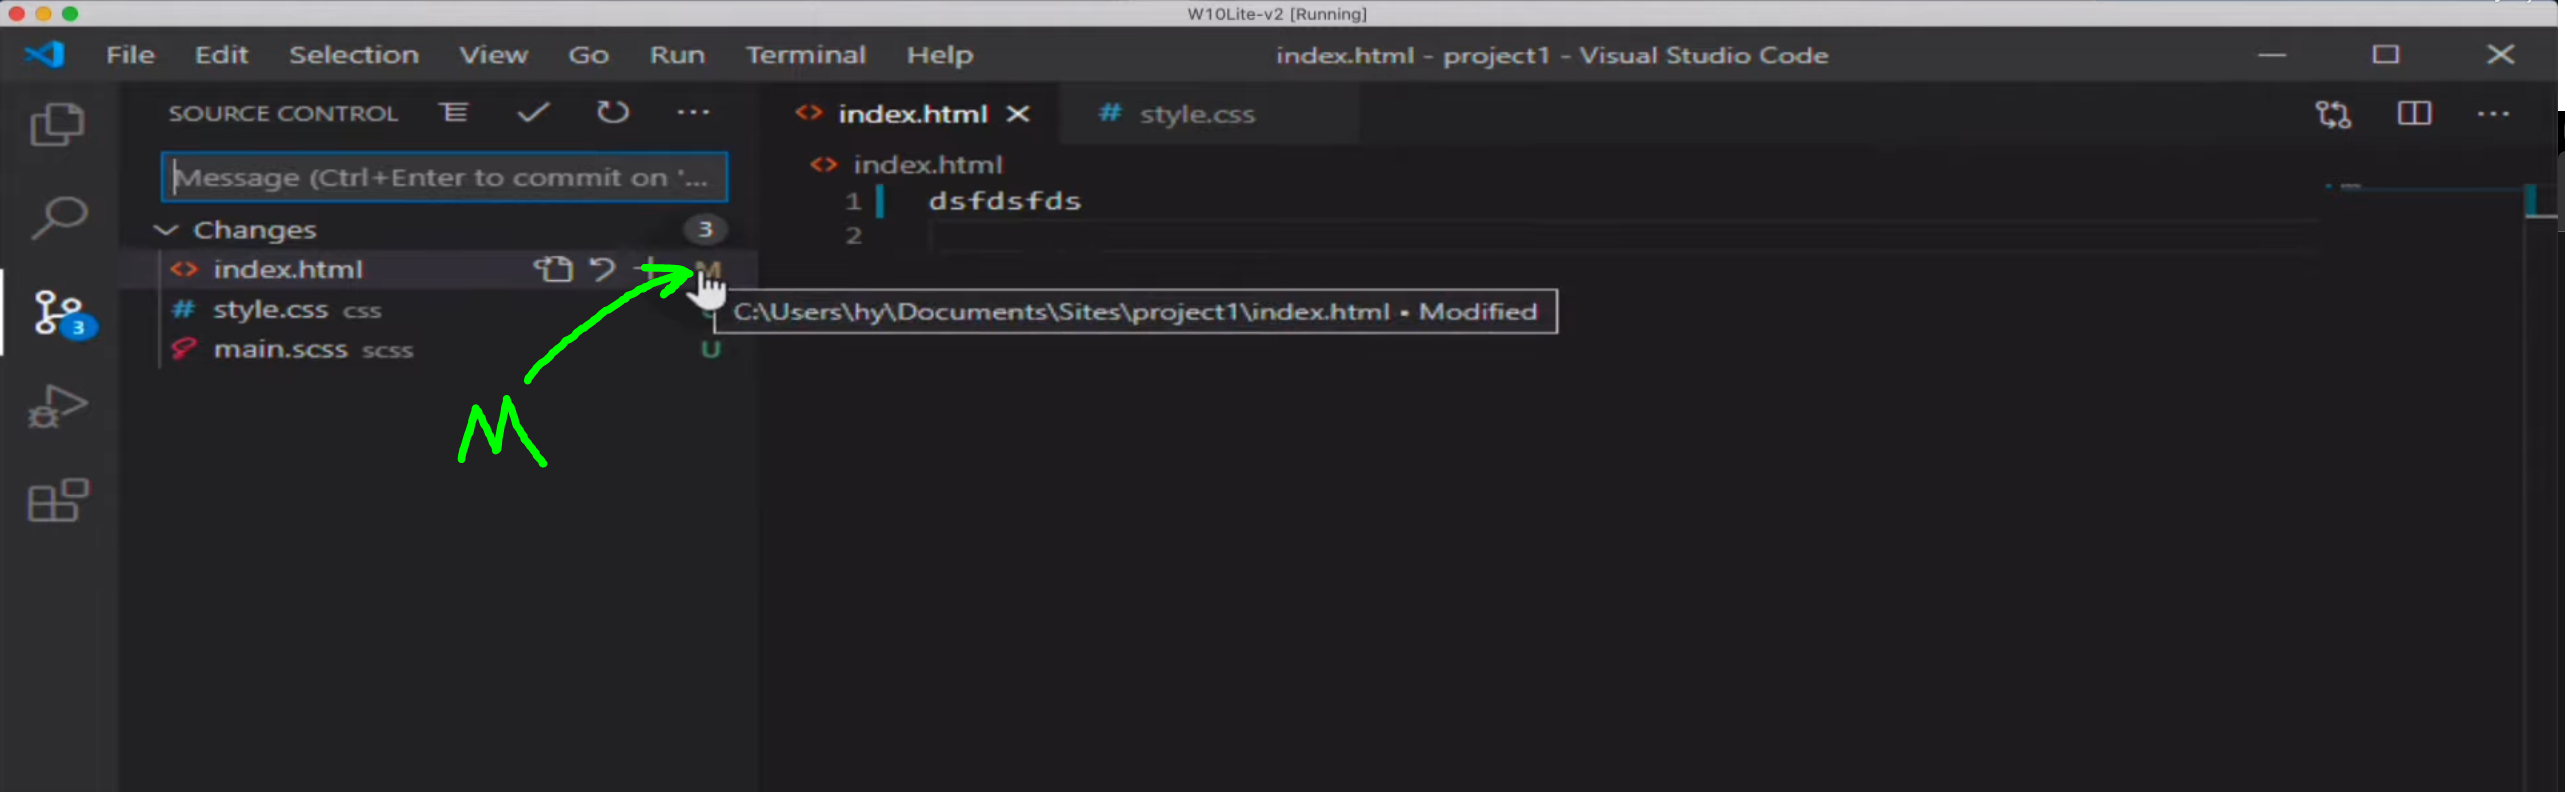 W10Lite-v2 [Running]
File Edit Selection View Go Run Terminal Help
index.html - project1 - Visual Studio Code
SOURCE CONTROL
Message (Ctrl+Enter to commit on '...
Changes 3
index.html M
style.css css
main.scss scss U
3
M
index.html
style.css
index.html
1 dsfdsfds
2
C:\Users\hy\Documents\Sites\project1\index.html • Modified